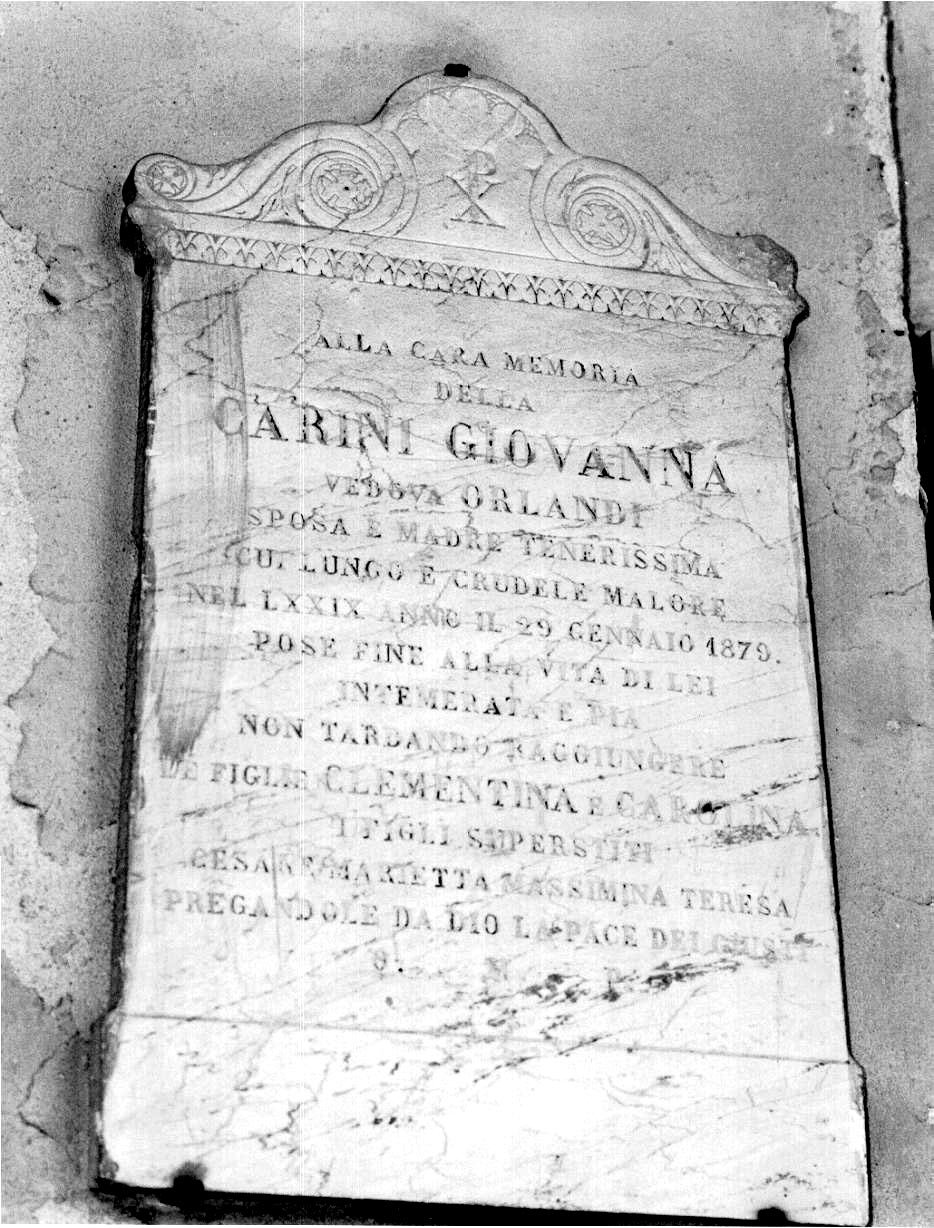 ALLA CARA MEMORIA
DELLA
CARINI GIOVANNA
VEDOVA ORLANDI
SPOSA E MADRE TENERISSIMA
CUI LUNGO E CRUDELE MALORE
NEL LXXIX ANNO IL 29 GENNAIO 1879.
POSE FINE ALLA VITA DI LEI
INTEMERATA E PIA
NON TARDANDO RAGGIUNGERE
LE FIGLIE CLEMENTINA E CAROLINA.
I FIGLI SUPERSTITI
CESARE MARIETTA MASSIMINA TERESA
PREGANDOLE DA DIO LA PACE DEI GIUSTI
Q. N. P.